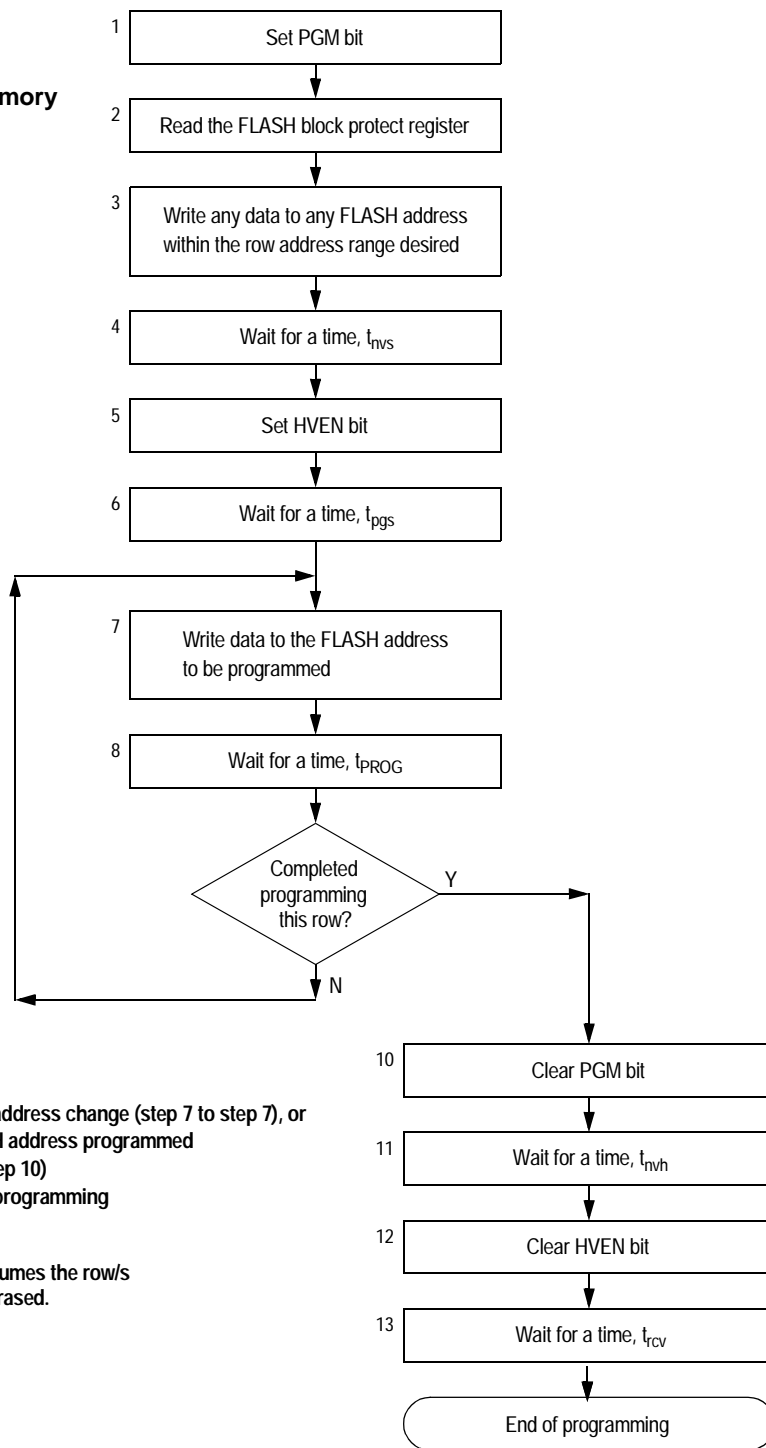 1
Set PGM bit
mory
2
Read the FLASH block protect register
3
Write any data to any FLASH address
within the row address range desired
4
Wait for a time, tnvs
5
Set HVEN bit
6
Wait for a time, tpgs
7
Write data to the FLASH address
to be programmed
8
Wait for a time, tPROG
Completed
programming
this row?
Y
N
10
Clear PGM bit
address change (step 7 to step 7), or
address programmed
ep 10)
programming
11
Wait for a time, tnvh
12
Clear HVEN bit
umes the row/s
rased.
13
Wait for a time, trcv
End of programming